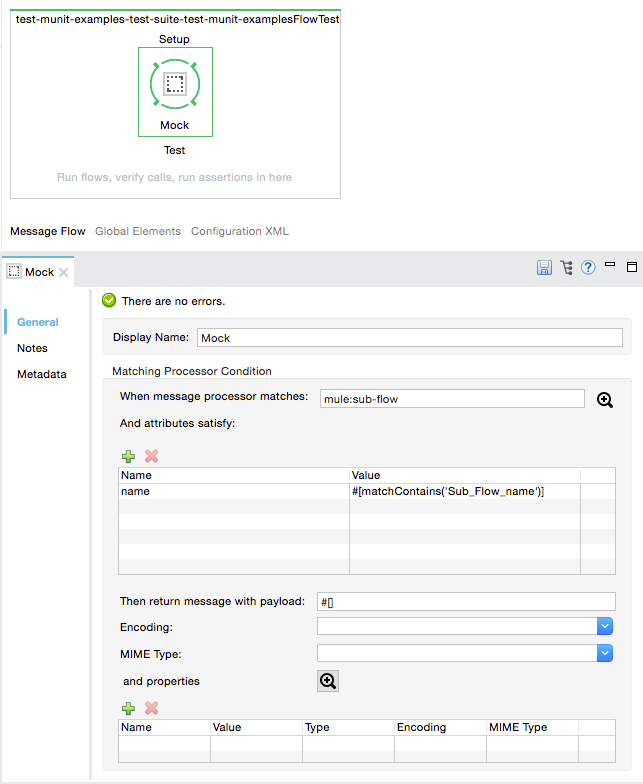 test-munit-examples-test-suite-test-munit-examplesFlowTest
Setup
Mock
Test
Run flows, verify calls, run assertions in here
Message Flow Global Elements Configuration XML
Mock
There are no errors.
General
Notes
Metadata
Display Name: Mock
Matching Processor Condition
When message processor matches: mule:sub-flow
And attributes satisfy:
Name Value
name #[matchContains('Sub_Flow_name')]
Then return message with payload: #[]
Encoding:
MIME Type:
and properties
Name Value Type Encoding MIME Type